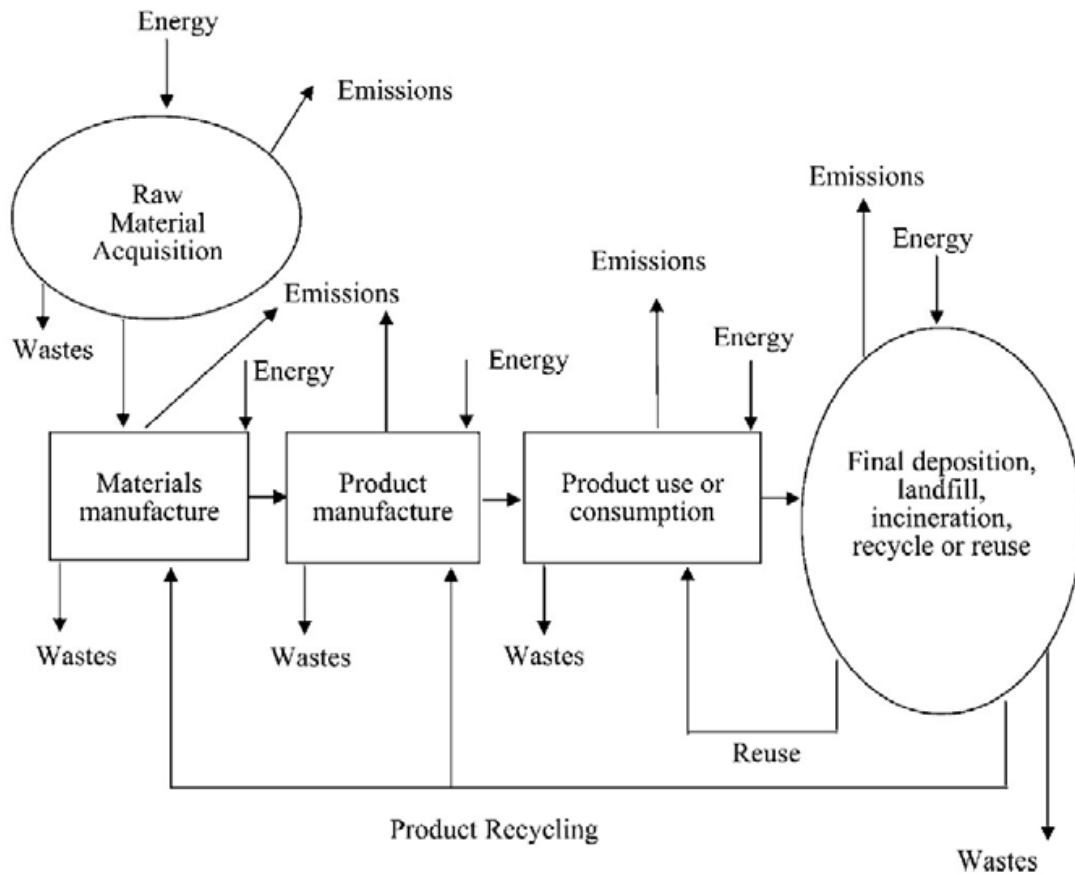 Energy
Emissions
Raw
Material
Acquisition
Wastes
Emissions
Energy
Materials
manufacture
Wastes
Energy
Product
manufacture
Wastes
Emissions
Energy
Product use or
consumption
Wastes
Emissions
Energy
Final deposition,
landfill,
incineration,
recycle or reuse
Reuse
Product Recycling
Wastes